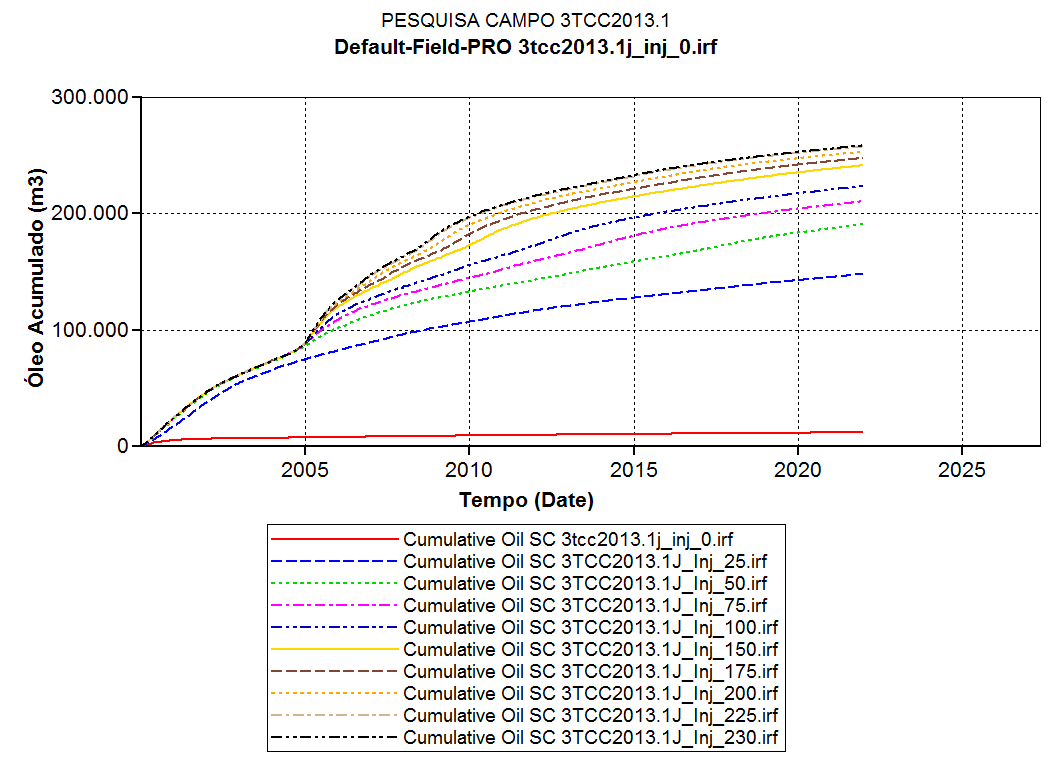 PESQUISA CAMPO 3TCC2013.1
Default-Field-PRO 3tcc2013.1j_inj_0.irf
300.000
200.000
100.000
0
Óleo Acumulado (m3)
2005 2010 2015 2020 2025
Tempo (Date)
Cumulative Oil SC 3tcc2013.1j_inj_0.irf
Cumulative Oil SC 3TCC2013.1J_Inj_25.irf
Cumulative Oil SC 3TCC2013.1J_Inj_50.irf
Cumulative Oil SC 3TCC2013.1J_Inj_75.irf
Cumulative Oil SC 3TCC2013.1J_Inj_100.irf
Cumulative Oil SC 3TCC2013.1J_Inj_150.irf
Cumulative Oil SC 3TCC2013.1J_Inj_175.irf
Cumulative Oil SC 3TCC2013.1J_Inj_200.irf
Cumulative Oil SC 3TCC2013.1J_Inj_225.irf
Cumulative Oil SC 3TCC2013.1J_Inj_230.irf